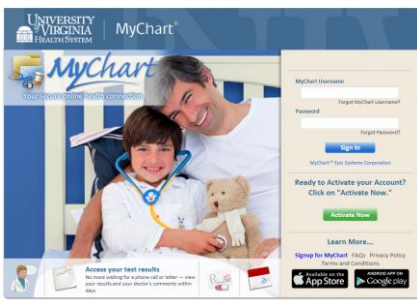 UNIVERSITY
of VIRGINIA
HEALTH SYSTEM
MyChart®
MyChart
Your secure online health connection
MyChart Username
Forgot MyChart Username?
Password
Forgot Password?
Sign In
MyChart ® Epic Systems Corporation
Ready to Activate your Account?
Click on "Activate Now."
Activate Now
Learn More...
Signup for MyChart FAQs Privacy Policy
Terms and Conditions
Available on the
App Store
ANDROID APP ON
Google play
Access your test results
No more waiting for a phone call or letter — view
your results and your doctor's comments within
days